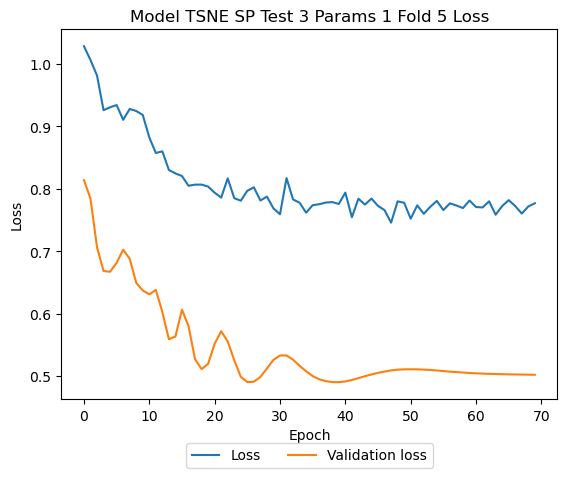 Model TSNE SP Test 3 Params 1 Fold 5 Loss
1.0
0.9
0.8
0.7
0.6
0.5
Loss
0 10 20 30 40 50 60 70
Epoch
Loss Validation loss